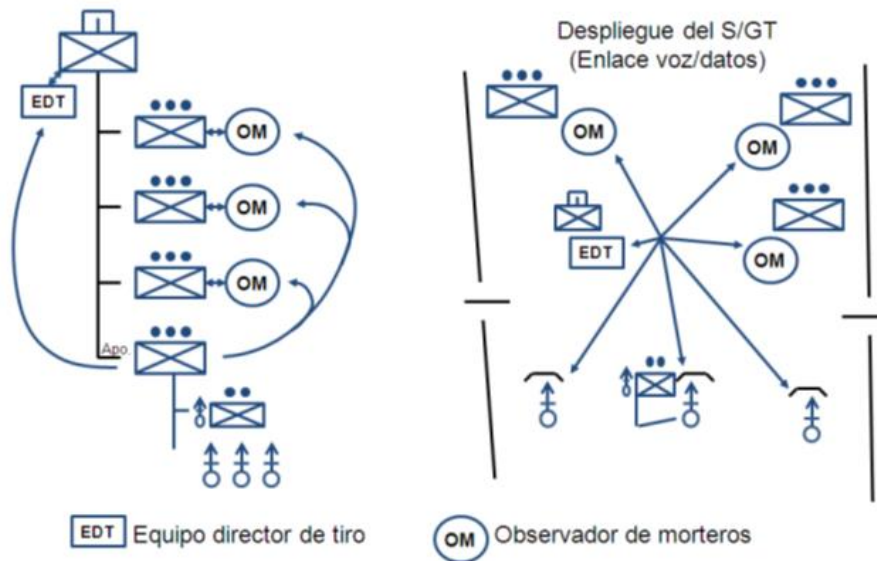 Despliegue del S/GT
(Enlace voz/datos)
EDT
OM
OM
OM
Apo.
OM
OM
EDT
OM
EDT Equipo director de tiro
OM Observador de morteros